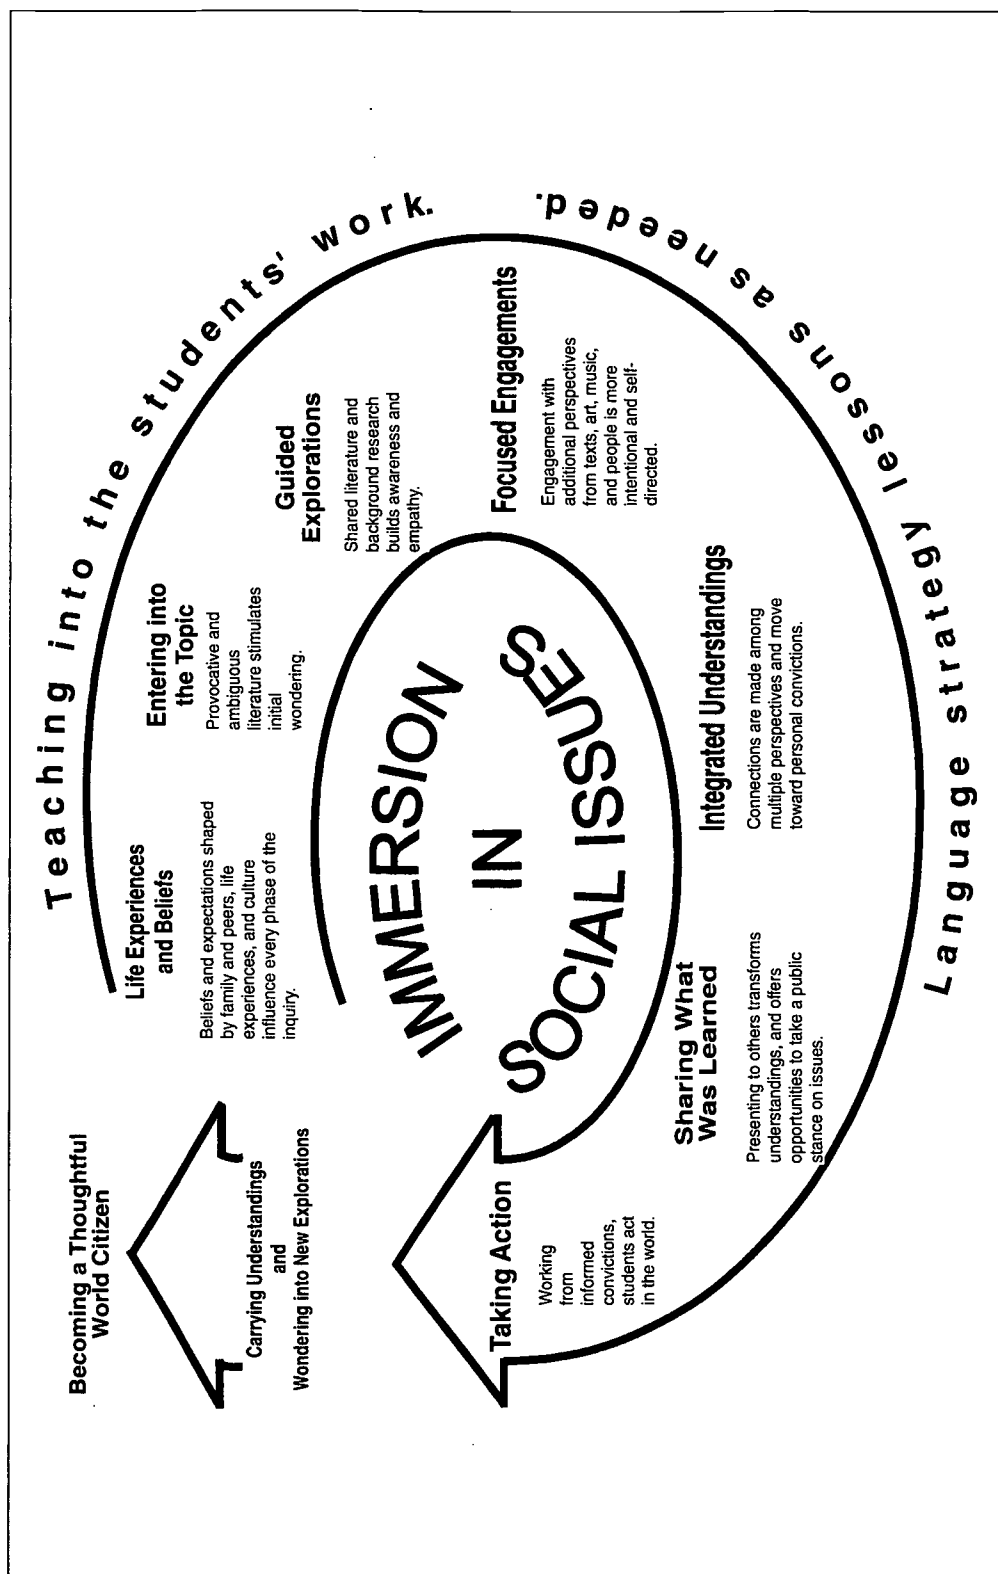 Teaching into the students' work.
Becoming a Thoughtful
World Citizen
Carrying Understandings
and
Wondering into New Explorations
Life Experiences
and Beliefs
Beliefs and expectations shaped
by family and peers, life
experiences, and culture
influence every phase of the
inquiry.
Entering into
the Topic
Provocative and
ambiguous
literature stimulates
initial
wondering.
Guided
Explorations
Shared literature and
background research
builds awareness and
empathy.
Focused Engagements
Engagement with
additional perspectives
from texts, art, music,
and people is more
intentional and self-
directed.
Integrated Understandings
Connections are made among
multiple perspectives and move
toward personal convictions.
Sharing What
Was Learned
Presenting to others transforms
understandings, and offers
opportunities to take a public
stance on issues.
Taking Action
Working
from
informed
convictions,
students act
in the world.
IMMERSION
IN
SOCIAL ISSUES
Language strategy lessons as needed.